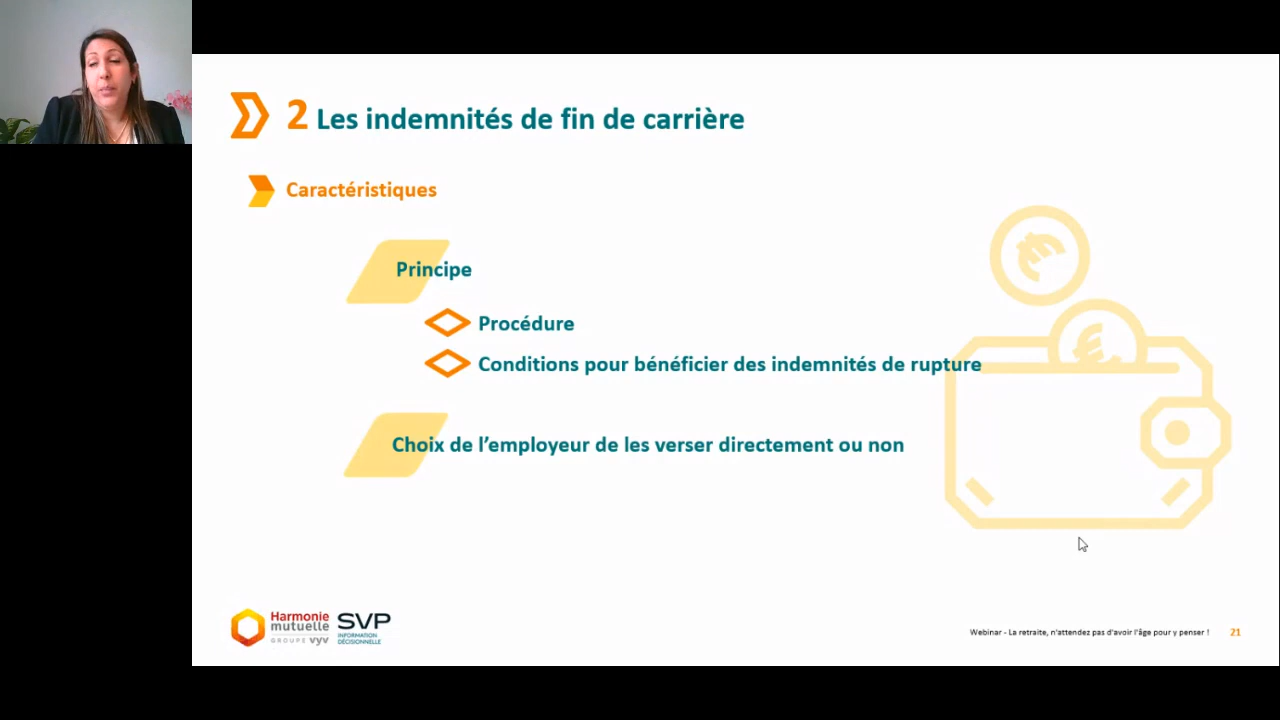 2 Les indemnités de fin de carrière
Caractéristiques
Principe
Procédure
Conditions pour bénéficier des indemnités de rupture
Choix de l'employeur de les verser directement ou non
Harmonie
mutuelle
GROUPE vyv
SVP
INFORMATION
DÉCISIONNELLE
Webinar - La retraite, n'attendez pas d'avoir l'âge pour y penser !
21